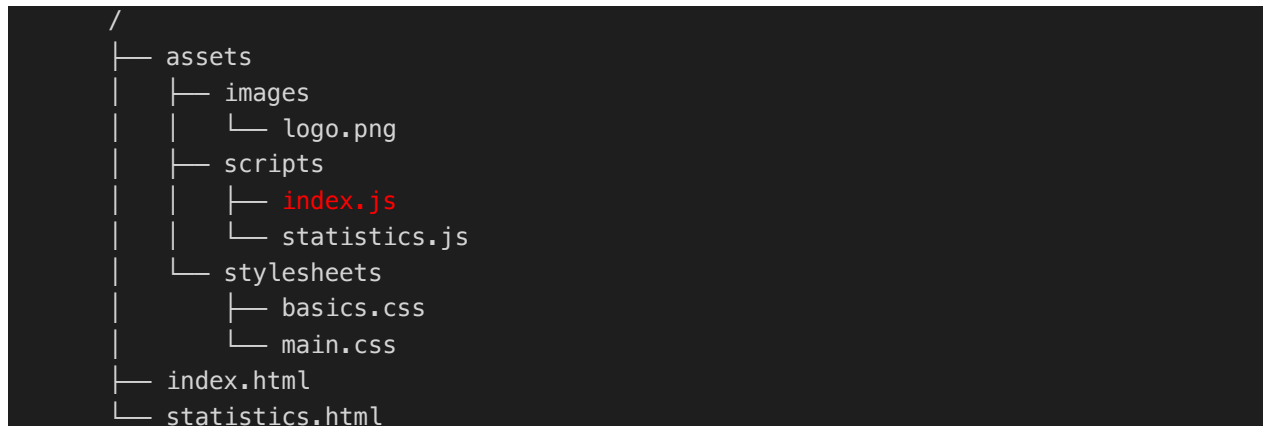 /
├── assets
│   ├── images
│   │   └── logo.png
│   ├── scripts
│   │   ├── index.js
│   │   └── statistics.js
│   └── stylesheets
│       ├── basics.css
│       └── main.css
├── index.html
└── statistics.html